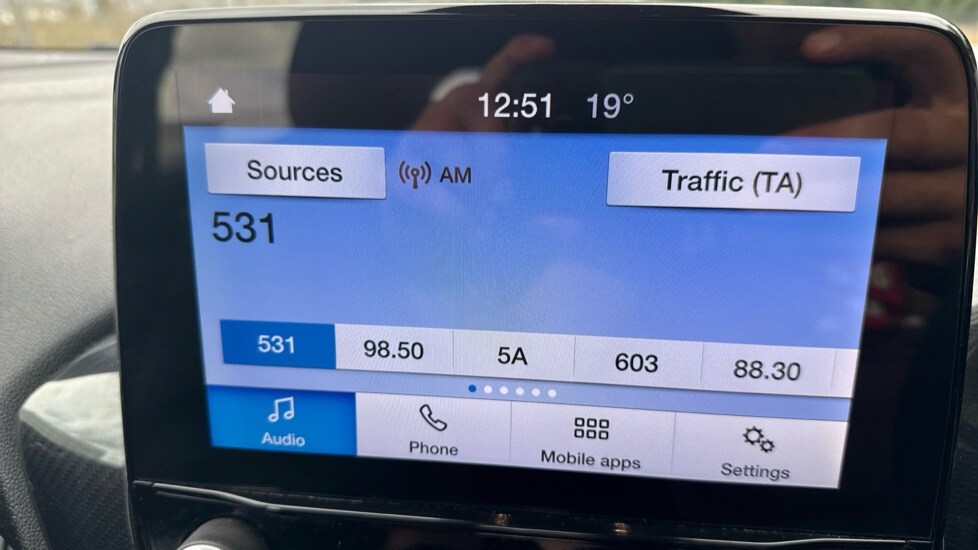 12:51 19°
Sources AM Traffic (TA)
531
531 98.50 5A 603 88.30
Audio Phone Mobile apps Settings